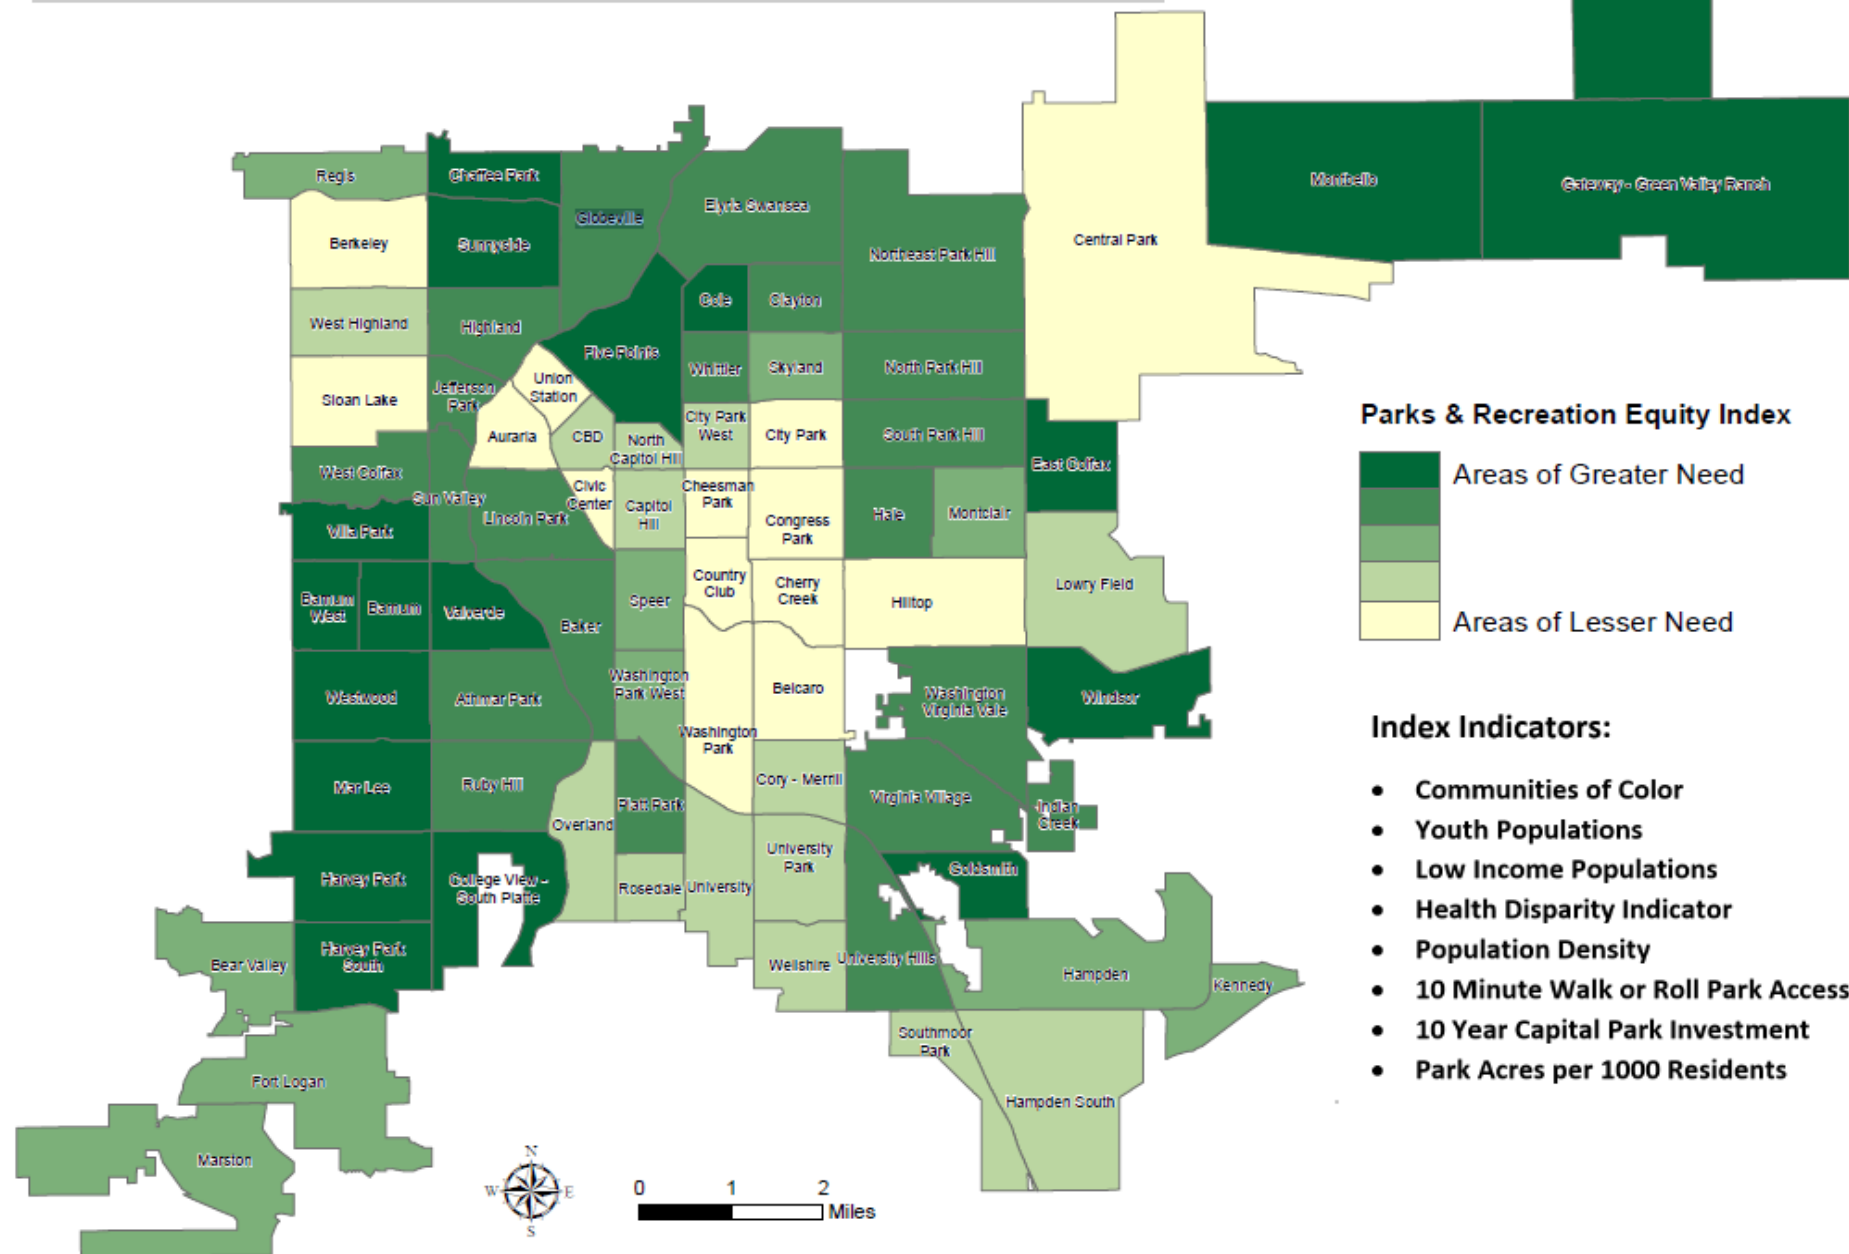 Regis
Chaffee Park
Globeville
Elyria Swansea
Montbello
Gateway - Green Valley Ranch
Berkeley
Sunnyside
Northeast Park Hill
Central Park
West Highland
Highland
Cole
Clayton
Five Points
Whittier
Skyland
North Park Hill
Sloan Lake
Jefferson
Park
Union
Station
Auraria
CBD
North
Capitol Hill
City Park
West
City Park
South Park Hill
East Colfax
West Colfax
Sun Valley
Lincoln Park
Civic
Center
Capitol
Hill
Cheesman
Park
Congress
Park
Hale
Montclair
Villa Park
Barnum
West
Barnum
Valverde
Baker
Speer
Country
Club
Cherry
Creek
Hilltop
Lowry Field
Westwood
Athmar Park
Washington
Park West
Washington
Park
Belcaro
Washington
Virginia Vale
Windsor
Mar Lee
Ruby Hill
Overland
Platt Park
Cory - Merrill
Virginia Village
Indian
Creek
Harvey Park
College View -
South Platte
Rosedale
University
University
Park
Goldsmith
Bear Valley
Harvey Park
South
Wellshire
University Hills
Hampden
Kennedy
Fort Logan
Southmoor
Park
Hampden South
Marston
N
W
E
S
0 1 2
Miles
Parks & Recreation Equity Index
Areas of Greater Need
Areas of Lesser Need
Index Indicators:
• Communities of Color
• Youth Populations
• Low Income Populations
• Health Disparity Indicator
• Population Density
• 10 Minute Walk or Roll Park Access
• 10 Year Capital Park Investment
• Park Acres per 1000 Residents